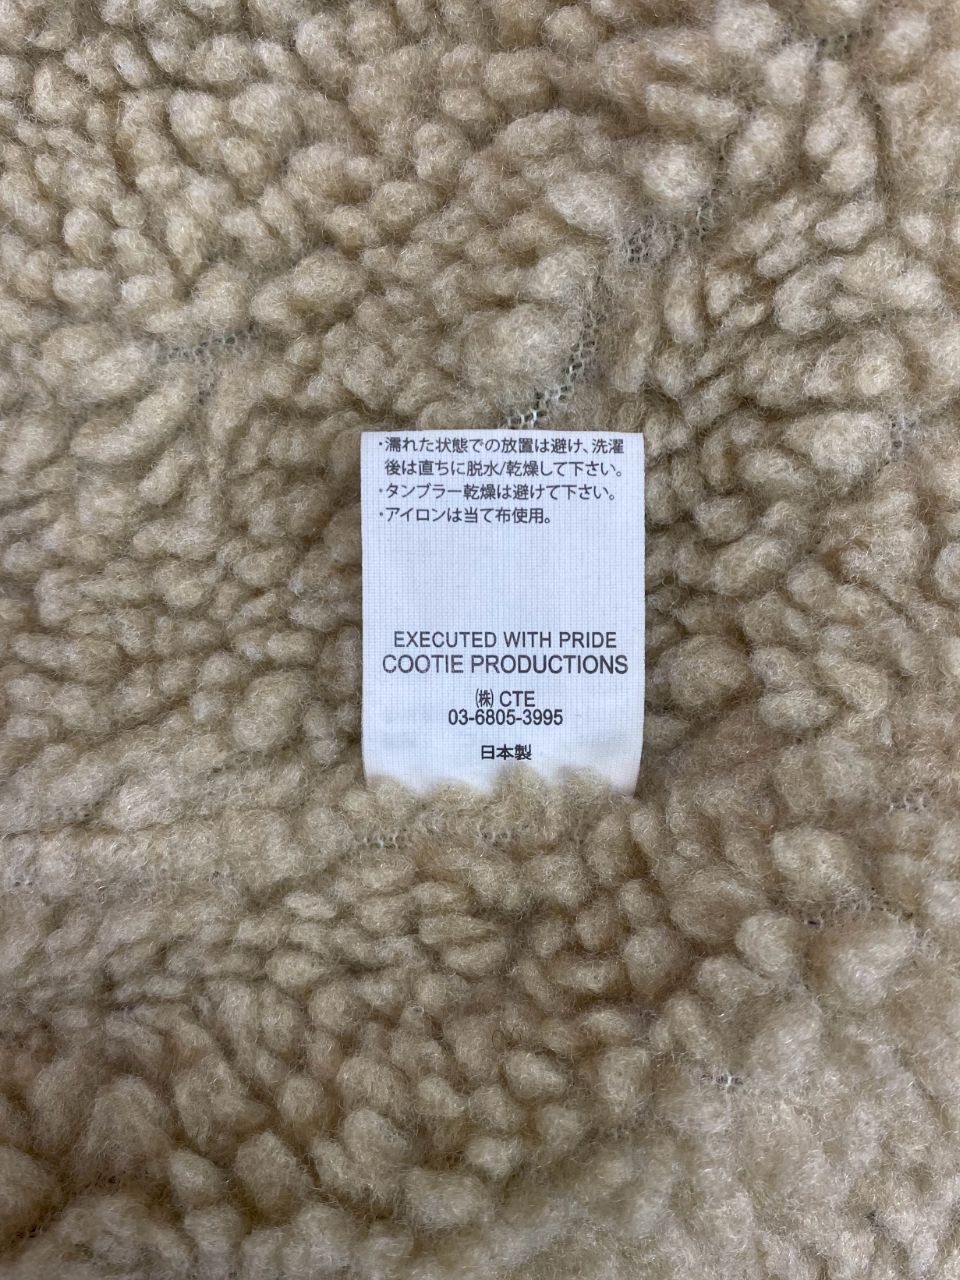 ・濡れた状態での放置は避け、洗濯
後は直ちに脱水/乾燥して下さい。
・タンブラー乾燥は避けて下さい。
・アイロンは当て布使用。
EXECUTED WITH PRIDE
COOTIE PRODUCTIONS
㈱ CTE
03-6805-3995
日本製